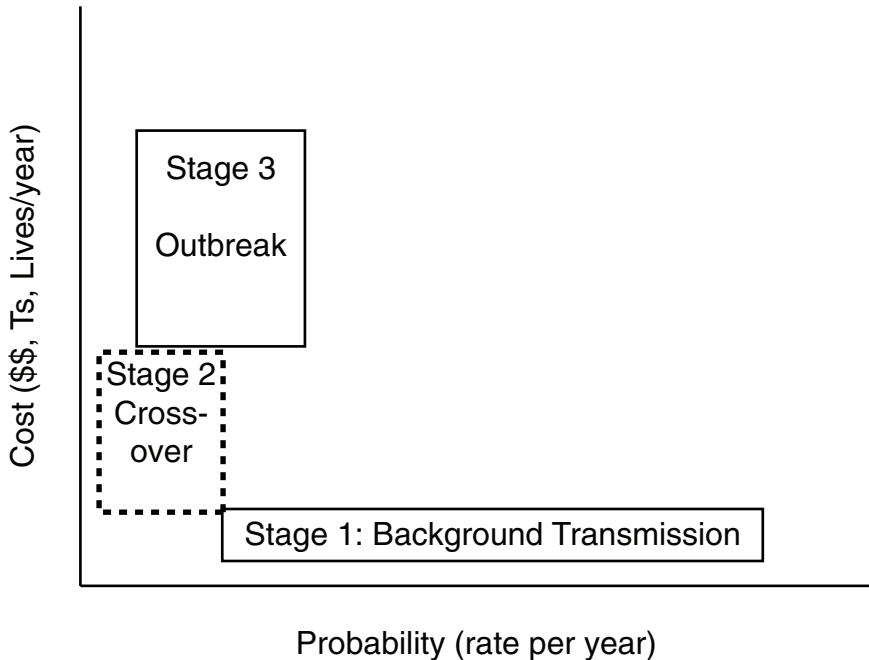 Cost ($$, Ts, Lives/year)
Stage 3
Outbreak
Stage 2
Cross-
over
Stage 1: Background Transmission
Probability (rate per year)